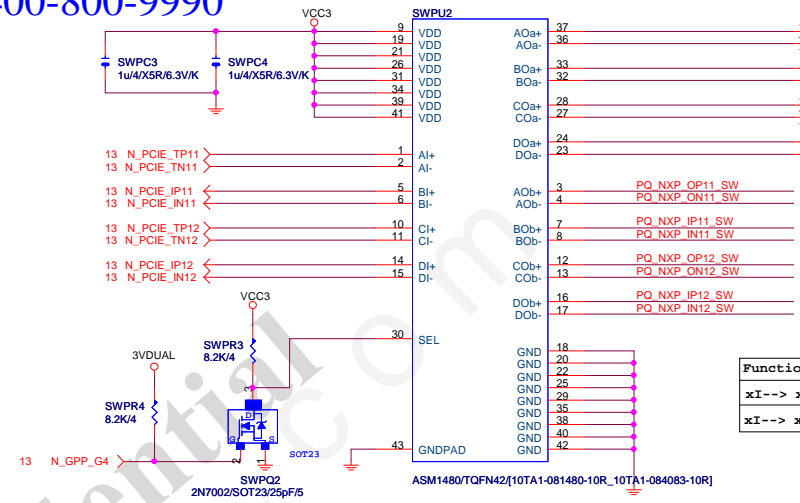 00-800-9990
VCC3
SWPU2
SWPC3
1u/4/X5R/6.3V/K
SWPC4
1u/4/X5R/6.3V/K
9 VDD
19 VDD
21 VDD
26 VDD
31 VDD
34 VDD
39 VDD
41 VDD
AOa+ 37
AOa- 36
BOa+ 33
BOa- 32
COa+ 28
COa- 27
DOa+ 24
DOa- 23
13 N_PCIE_TP11 1 AI+
13 N_PCIE_TN11 2 AI-
13 N_PCIE_IP11 5 BI+
13 N_PCIE_IN11 6 BI-
13 N_PCIE_TP12 10 CI+
13 N_PCIE_TN12 11 CI-
13 N_PCIE_IP12 14 DI+
13 N_PCIE_IN12 15 DI-
AOb+ 3 PQ_NXP_OP11_SW
AOb- 4 PQ_NXP_ON11_SW
BOb+ 7 PQ_NXP_IP11_SW
BOb- 8 PQ_NXP_IN11_SW
COb+ 12 PQ_NXP_OP12_SW
COb- 13 PQ_NXP_ON12_SW
DOb+ 16 PQ_NXP_IP12_SW
DOb- 17 PQ_NXP_IN12_SW
VCC3
SWPR3
8.2K/4
30 SEL
3VDUAL
SWPR4
8.2K/4
GND 18
GND 20
GND 22
GND 25
GND 29
GND 35
GND 38
GND 40
GND 42
Functio
xI--> x
xI--> x
3
D
G
S
2
1
SOT23
13 N_GPP_G4
43 GNDPAD
SWPQ2
2N7002/SOT23/25pF/5
ASM1480/TQFN42/[10TA1-081480-10R_10TA1-084083-10R]
fidential
com